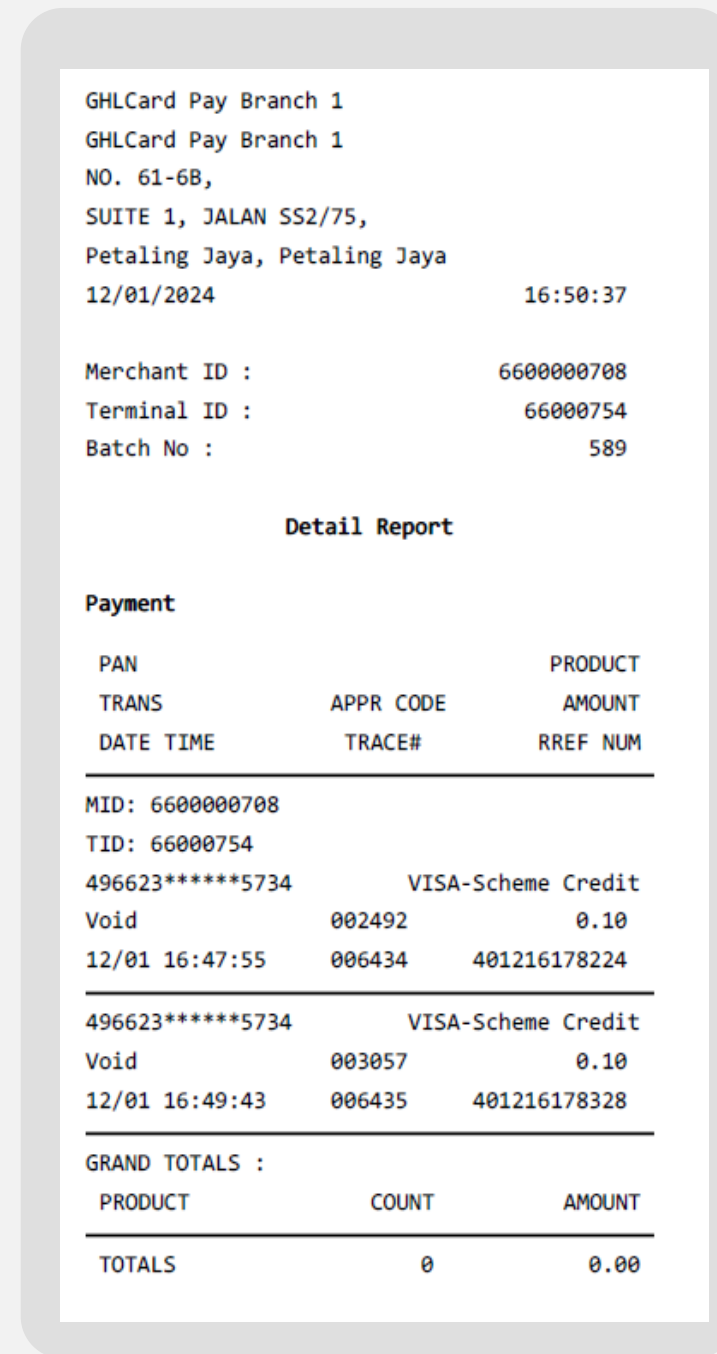 GHLCard Pay Branch 1
GHLCard Pay Branch 1
NO. 61-6B,
SUITE 1, JALAN SS2/75,
Petaling Jaya, Petaling Jaya
12/01/2024 16:50:37
Merchant ID : 6600000708
Terminal ID : 66000754
Batch No : 589
Detail Report
Payment
PAN PRODUCT
TRANS APPR CODE AMOUNT
DATE TIME TRACE# RREF NUM
MID: 6600000708
TID: 66000754
496623******5734 VISA-Scheme Credit
Void 002492 0.10
12/01 16:47:55 006434 401216178224
496623******5734 VISA-Scheme Credit
Void 003057 0.10
12/01 16:49:43 006435 401216178328
GRAND TOTALS :
PRODUCT COUNT AMOUNT
TOTALS 0 0.00